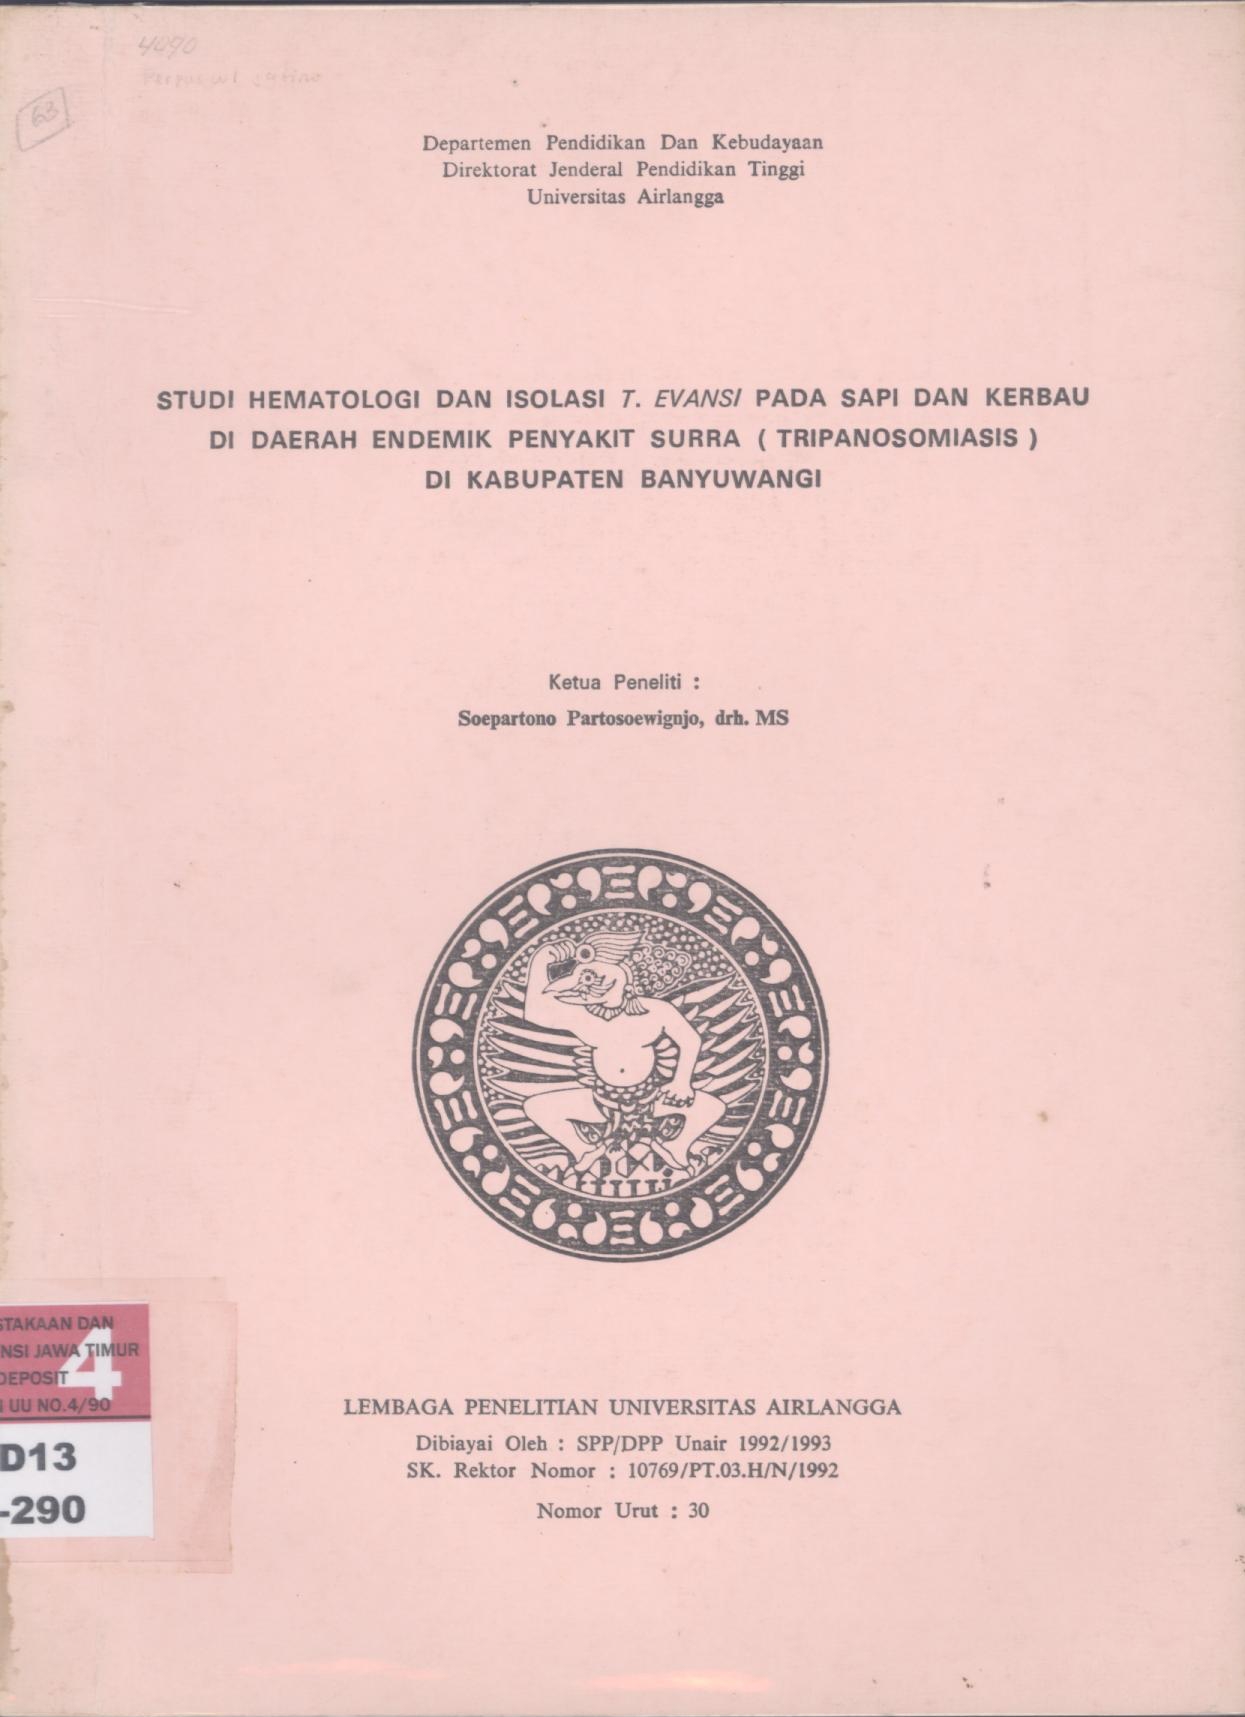 4090
63
Departemen Pendidikan Dan Kebudayaan
Direktorat Jenderal Pendidikan Tinggi
Universitas Airlangga
STUDI HEMATOLOGI DAN ISOLASI T. EVANSI PADA SAPI DAN KERBAU
DI DAERAH ENDEMIK PENYAKIT SURRA ( TRIPANOSOMIASIS )
DI KABUPATEN BANYUWANGI
Ketua Peneliti :
Soepartono Partosoewignjo, drh. MS
STAKAAN DAN
NSI JAWA TIMUR
DEPOSIT
UU NO.4/90
4
D13
-290
LEMBAGA PENELITIAN UNIVERSITAS AIRLANGGA
Dibiayai Oleh : SPP/DPP Unair 1992/1993
SK. Rektor Nomor : 10769/PT.03.H/N/1992
Nomor Urut : 30